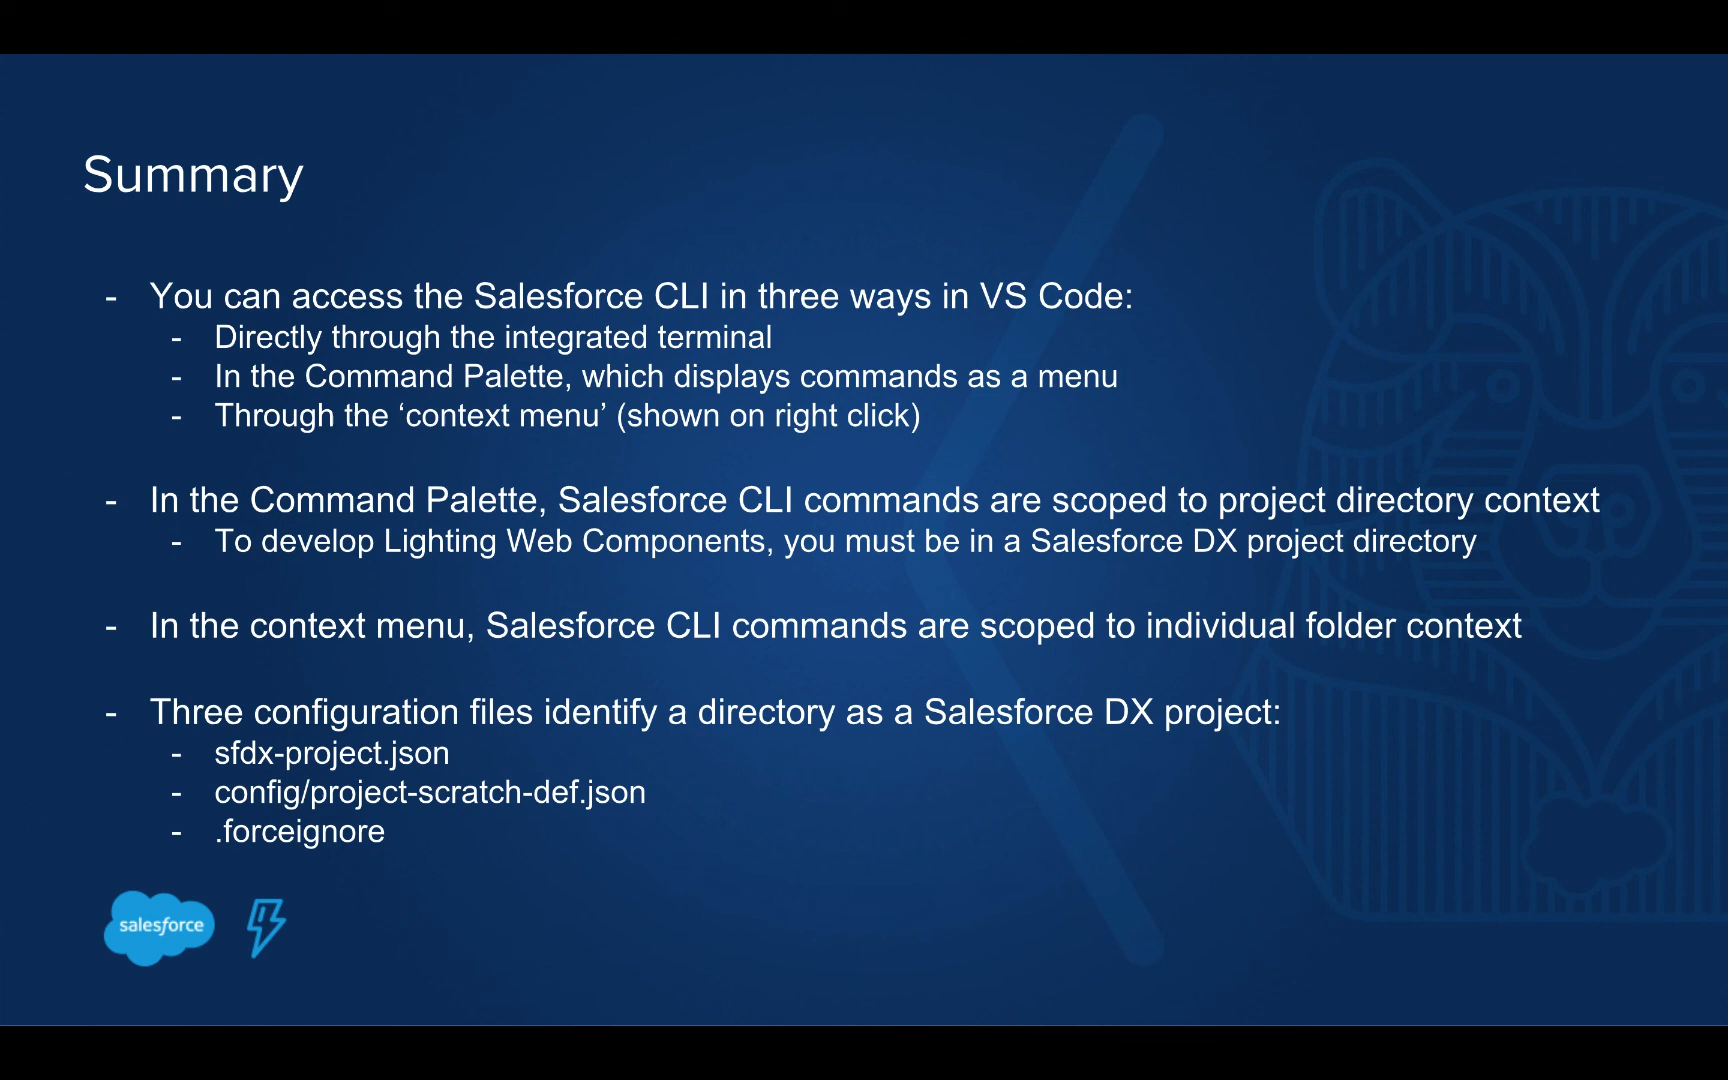 Summary
- You can access the Salesforce CLI in three ways in VS Code:
- Directly through the integrated terminal
- In the Command Palette, which displays commands as a menu
- Through the ‘context menu’ (shown on right click)
- In the Command Palette, Salesforce CLI commands are scoped to project directory context
- To develop Lighting Web Components, you must be in a Salesforce DX project directory
- In the context menu, Salesforce CLI commands are scoped to individual folder context
- Three configuration files identify a directory as a Salesforce DX project:
- sfdx-project.json
- config/project-scratch-def.json
- .forceignore
salesforce